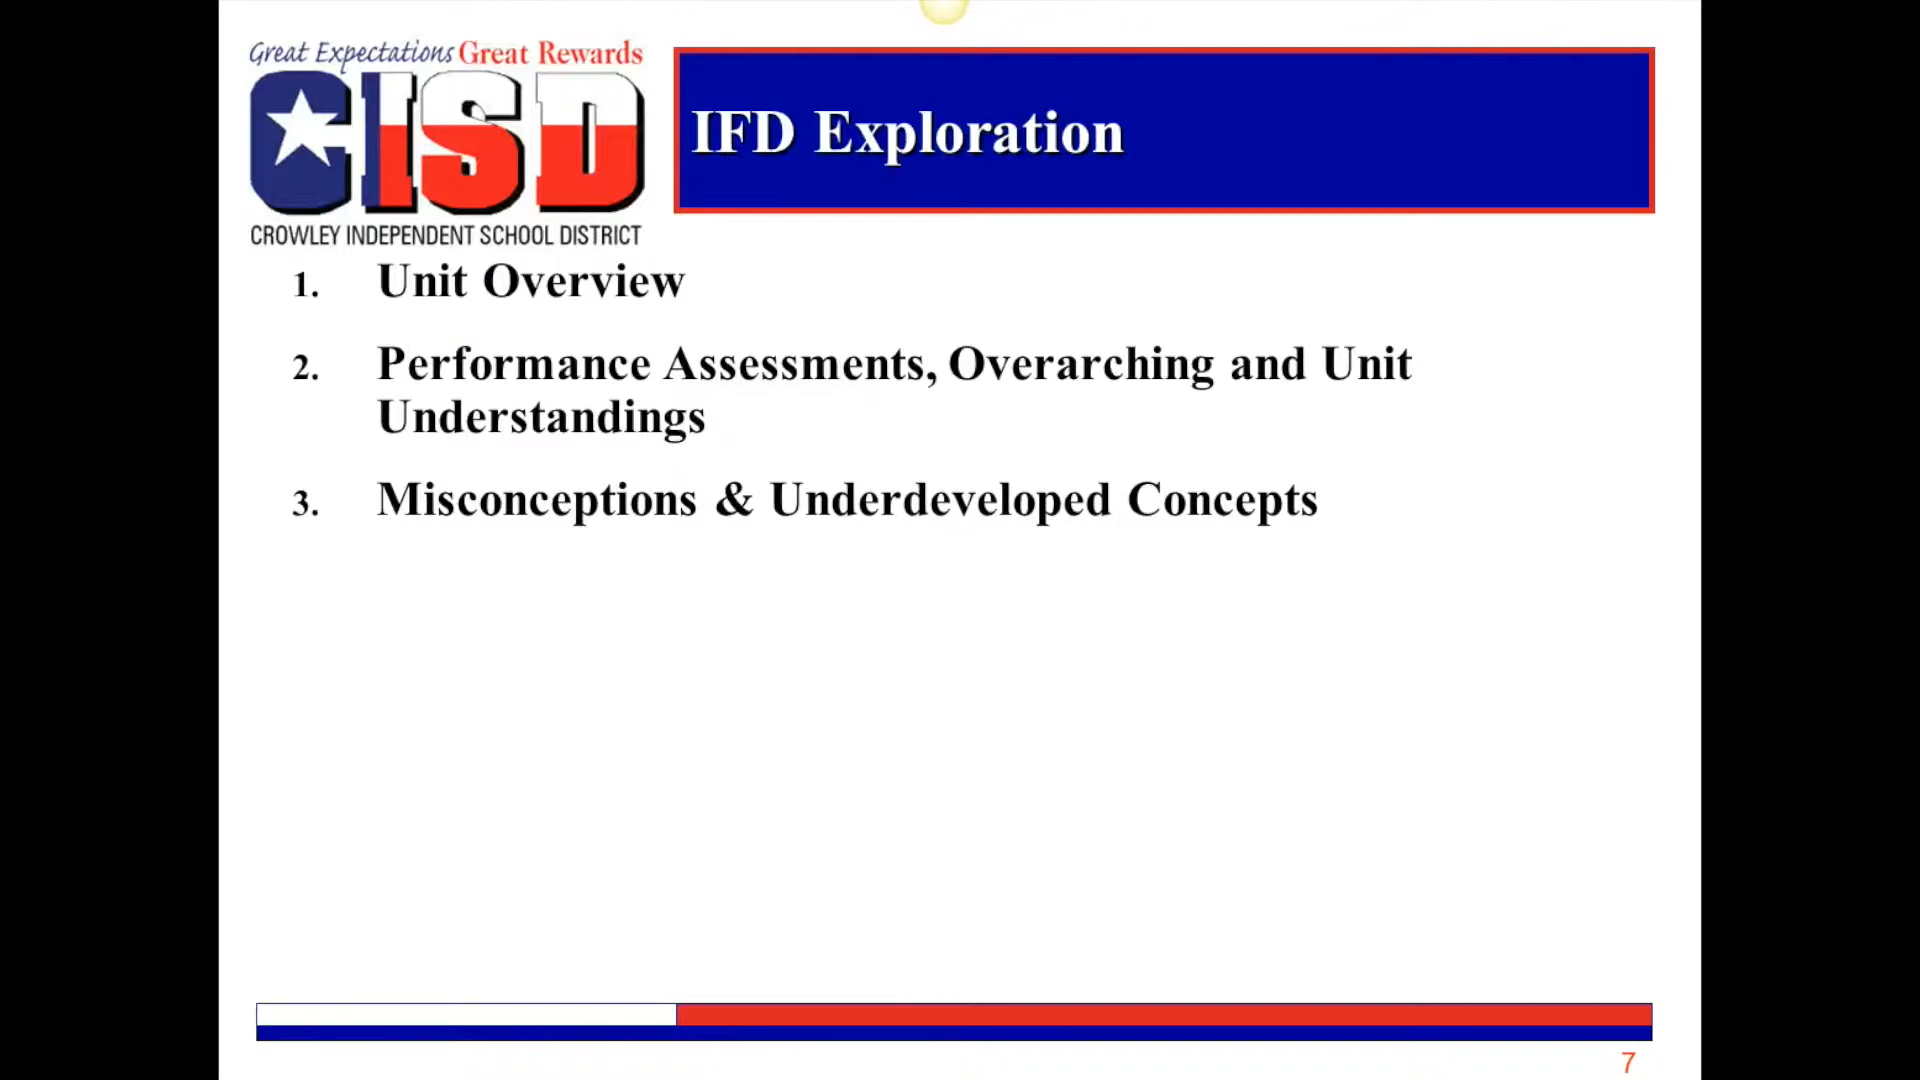 Great Expectations Great Rewards
CISD
CROWLEY INDEPENDENT SCHOOL DISTRICT
IFD Exploration
1. Unit Overview
2. Performance Assessments, Overarching and Unit
Understandings
3. Misconceptions & Underdeveloped Concepts
7